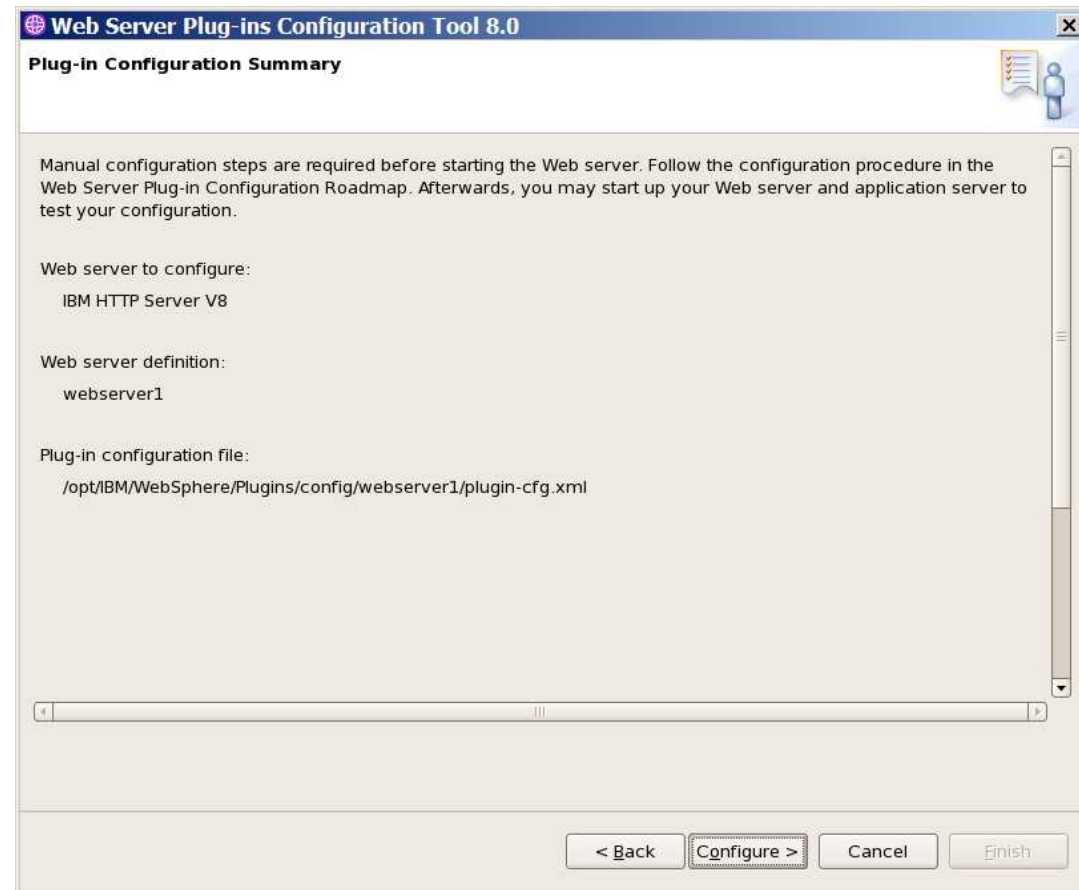 Web Server Plug-ins Configuration Tool 8.0
Plug-in Configuration Summary
Manual configuration steps are required before starting the Web server. Follow the configuration procedure in the
Web Server Plug-in Configuration Roadmap. Afterwards, you may start up your Web server and application server to
test your configuration.
Web server to configure:
IBM HTTP Server V8
Web server definition:
webserver1
Plug-in configuration file:
/opt/IBM/WebSphere/Plugins/config/webserver1/plugin-cfg.xml
< Back Configure > Cancel Finish